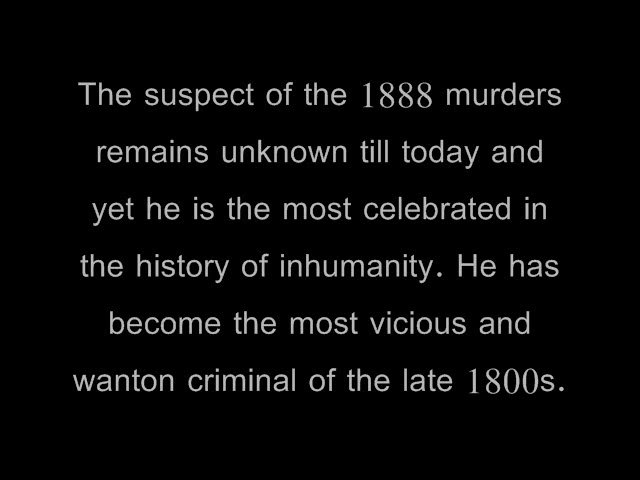 The suspect of the 1888 murders
remains unknown till today and
yet he is the most celebrated in
the history of inhumanity. He has
become the most vicious and
wanton criminal of the late 1800s.